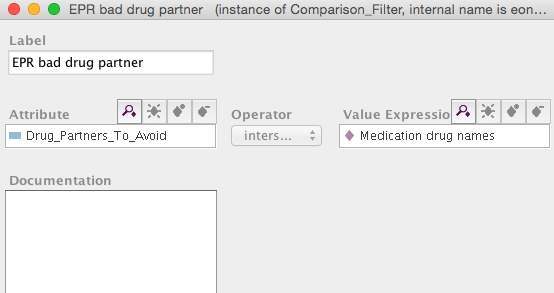 EPR bad drug partner (instance of Comparison_Filter, internal name is eon...
Label
EPR bad drug partner
Attribute
Operator
Value Expressio
Drug_Partners_To_Avoid
inters...
Medication drug names
Documentation